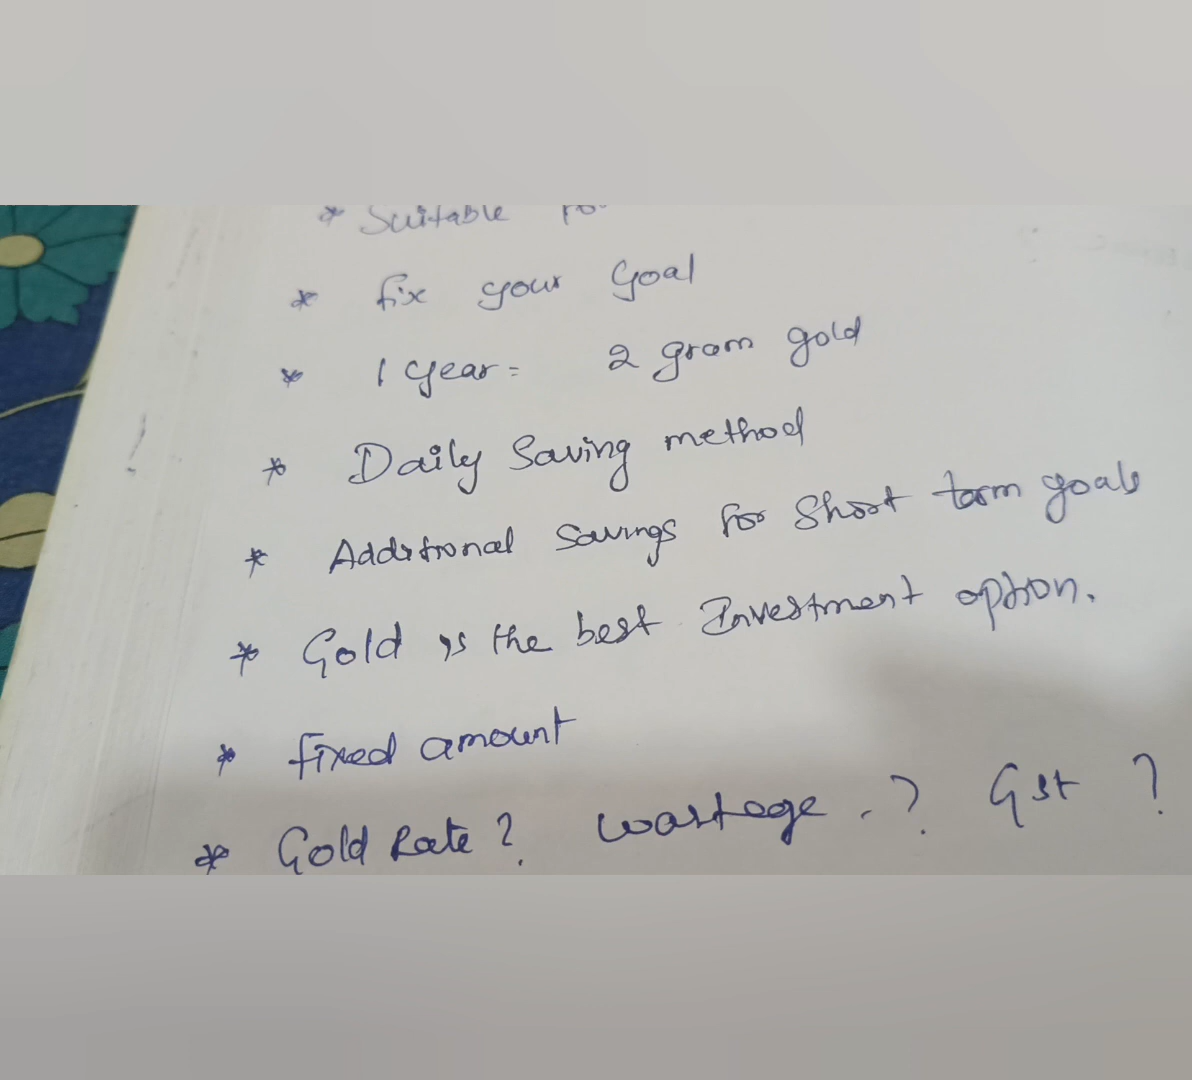 * Suitable for
* fix your Goal
* 1 year = 2 gram gold
* Daily Saving method
* Additional Savings for Short term goals
* Gold is the best Investment option.
* fixed amount
* Gold Rate ? wastage . ? Gst ?